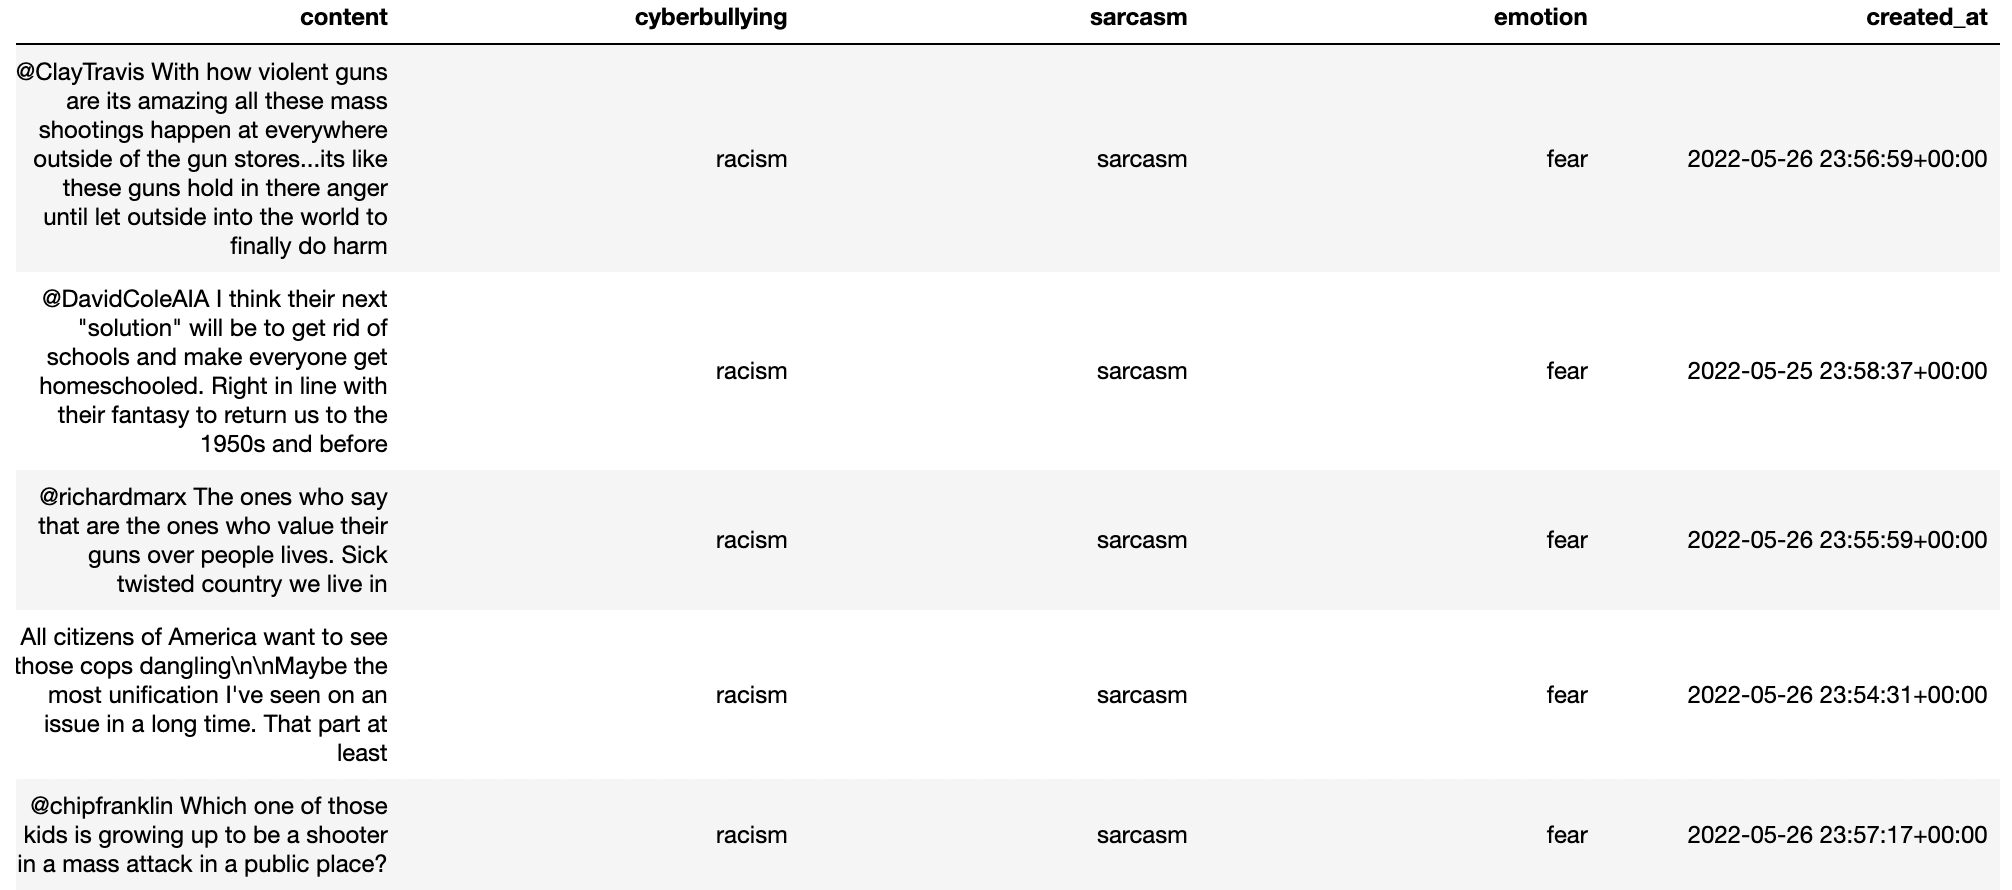 content cyberbullying sarcasm emotion created_at
@ClayTravis With how violent guns
are its amazing all these mass
shootings happen at everywhere
outside of the gun stores...its like racism sarcasm fear 2022-05-26 23:56:59+00:00
these guns hold in there anger
until let outside into the world to
finally do harm
@DavidColeAIA I think their next
"solution" will be to get rid of
schools and make everyone get racism sarcasm fear 2022-05-25 23:58:37+00:00
homeschooled. Right in line with
their fantasy to return us to the
1950s and before
@richardmarx The ones who say
that are the ones who value their racism sarcasm fear 2022-05-26 23:55:59+00:00
guns over people lives. Sick
twisted country we live in
All citizens of America want to see
those cops dangling\n\nMaybe the
most unification I've seen on an racism sarcasm fear 2022-05-26 23:54:31+00:00
issue in a long time. That part at
least
@chipfranklin Which one of those
kids is growing up to be a shooter racism sarcasm fear 2022-05-26 23:57:17+00:00
in a mass attack in a public place?